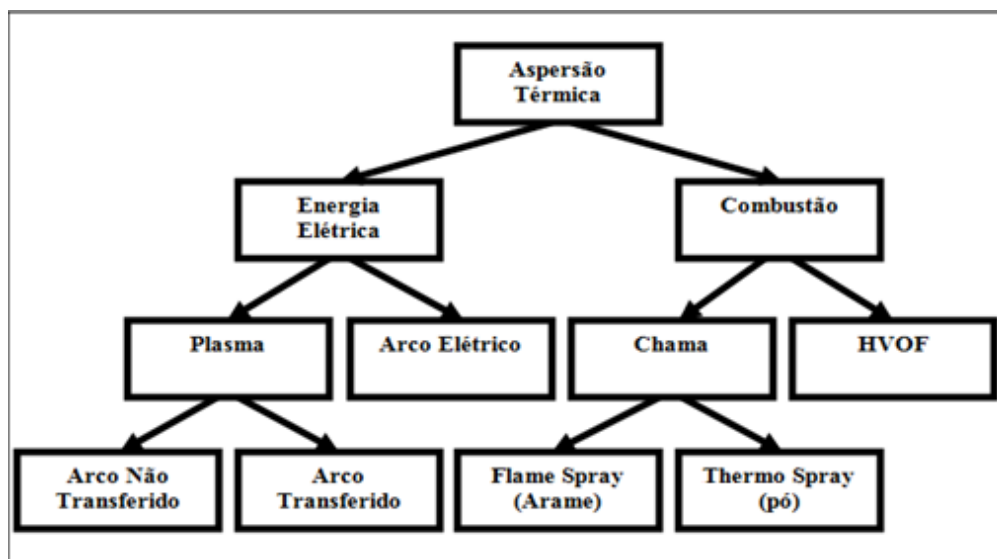 Aspersão
Térmica
Energia
Elétrica
Combustão
Plasma
Arco Elétrico
Chama
HVOF
Arco Não
Transferido
Arco
Transferido
Flame Spray
(Arame)
Thermo Spray
(pó)